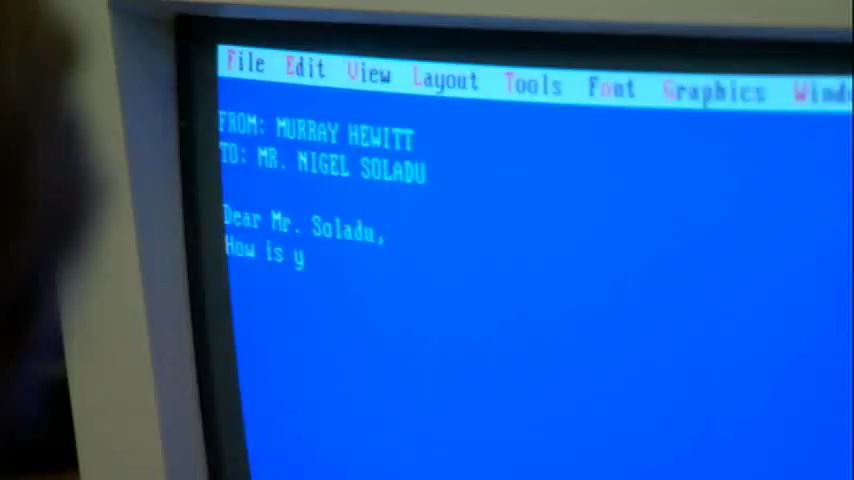 File Edit View Layout Tools Font Graphics Windo
FROM: MURRAY HEWITT
TO: MR. NIGEL SOLADU
Dear Mr. Soladu,
How is y